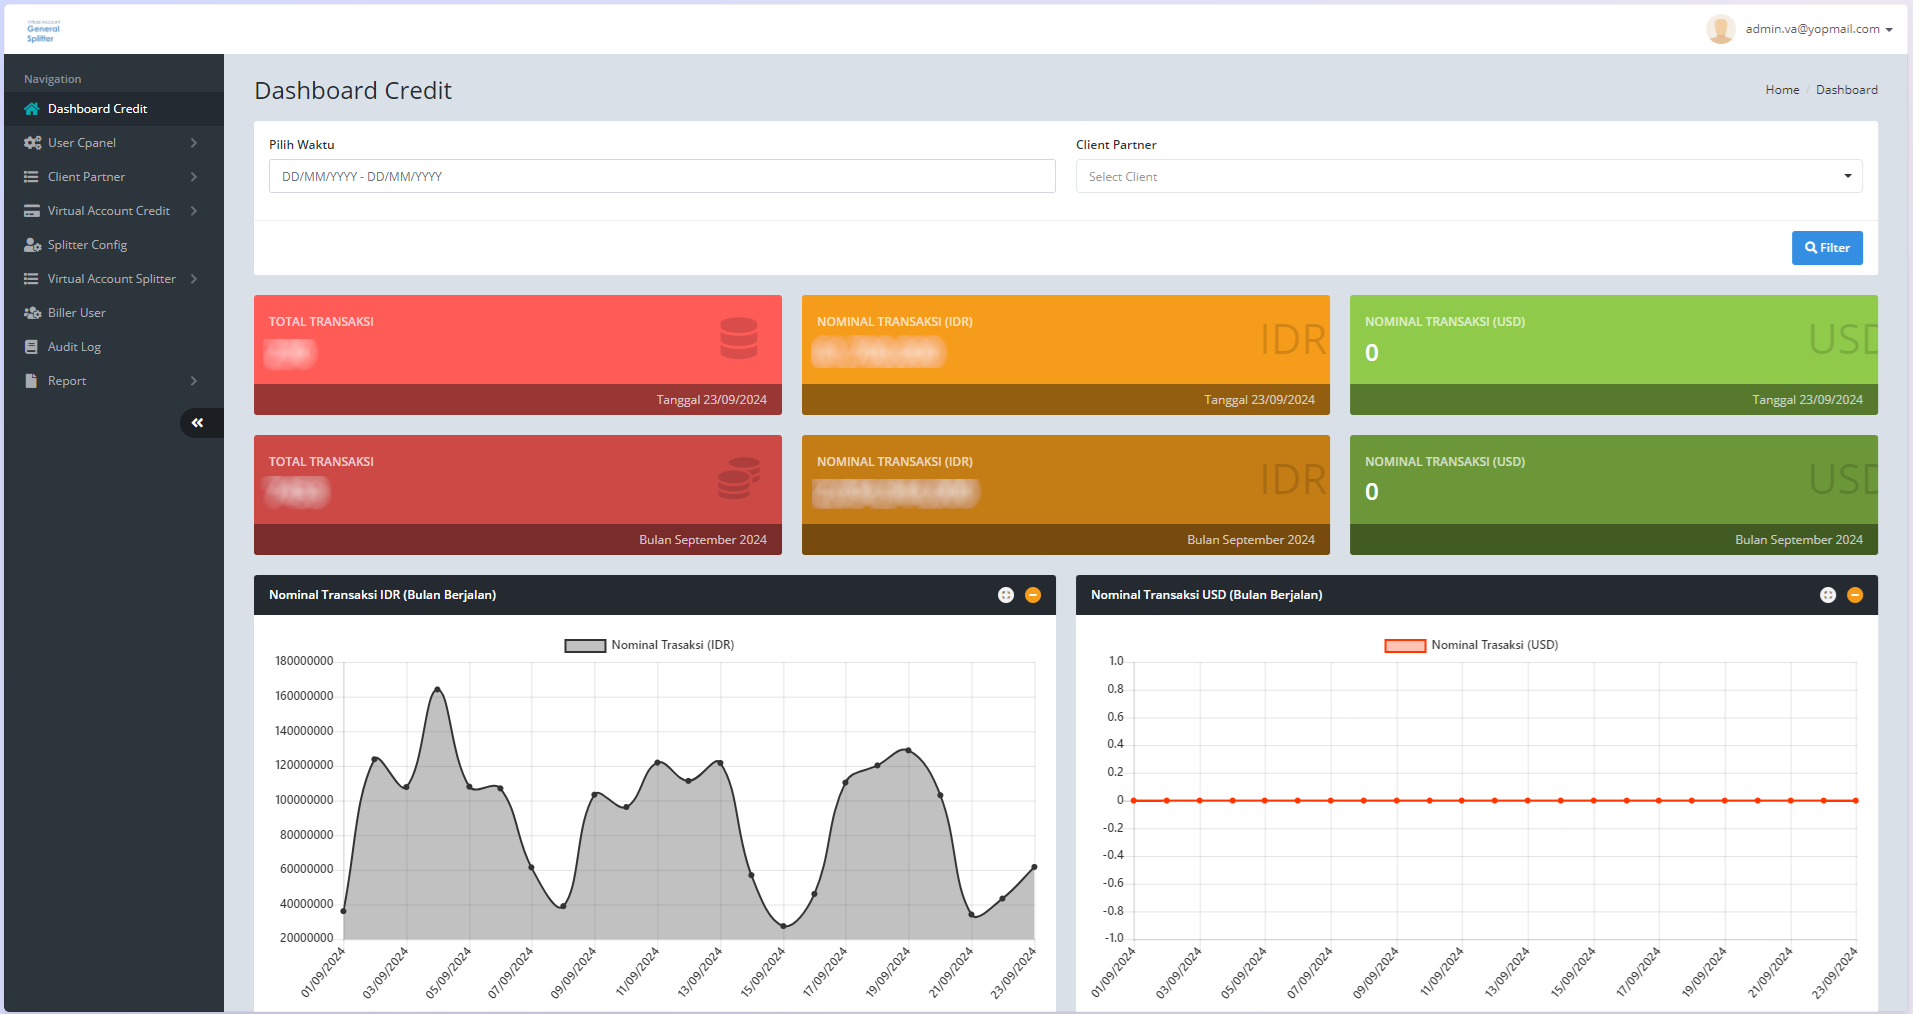 Virtual Account
General
Splitter
admin.va@yopmail.com
Navigation
Dashboard Credit
User Cpanel
Client Partner
Virtual Account Credit
Splitter Config
Virtual Account Splitter
Biller User
Audit Log
Report
Dashboard Credit
Home / Dashboard
Pilih Waktu
DD/MM/YYYY - DD/MM/YYYY
Client Partner
Select Client
Filter
TOTAL TRANSAKSI
Tanggal 23/09/2024
NOMINAL TRANSAKSI (IDR)
IDR
Tanggal 23/09/2024
NOMINAL TRANSAKSI (USD)
0
USD
Tanggal 23/09/2024
TOTAL TRANSAKSI
Bulan September 2024
NOMINAL TRANSAKSI (IDR)
IDR
Bulan September 2024
NOMINAL TRANSAKSI (USD)
0
USD
Bulan September 2024
Nominal Transaksi IDR (Bulan Berjalan)
Nominal Trasaksi (IDR)
180000000
160000000
140000000
120000000
100000000
80000000
60000000
40000000
20000000
01/09/2024
03/09/2024
05/09/2024
07/09/2024
09/09/2024
11/09/2024
13/09/2024
15/09/2024
17/09/2024
19/09/2024
21/09/2024
23/09/2024
Nominal Transaksi USD (Bulan Berjalan)
Nominal Trasaksi (USD)
1.0
0.8
0.6
0.4
0.2
0
-0.2
-0.4
-0.6
-0.8
-1.0
01/09/2024
03/09/2024
05/09/2024
07/09/2024
09/09/2024
11/09/2024
13/09/2024
15/09/2024
17/09/2024
19/09/2024
21/09/2024
23/09/2024